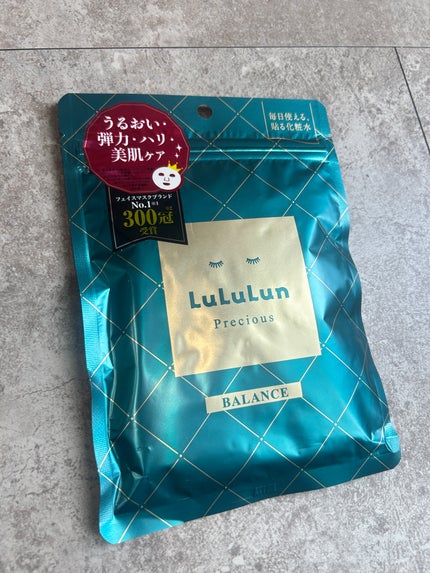 うるおい・
弾力・ハリ・
美肌ケア
毎日使える、
貼る化粧水
フェイスマスクブランド
No.1
300冠
受賞
LuLuLun
Precious
BALANCE